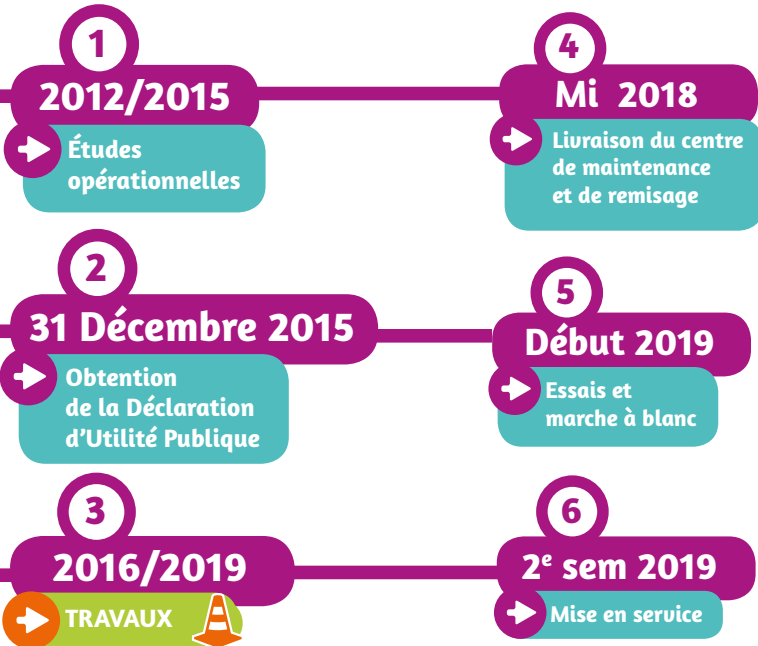 1
2012/2015
Études
opérationnelles
2
31 Décembre 2015
Obtention
de la Déclaration
d'Utilité Publique
3
2016/2019
TRAVAUX
4
Mi 2018
Livraison du centre
de maintenance
et de remisage
5
Début 2019
Essais et
marche à blanc
6
2e sem 2019
Mise en service